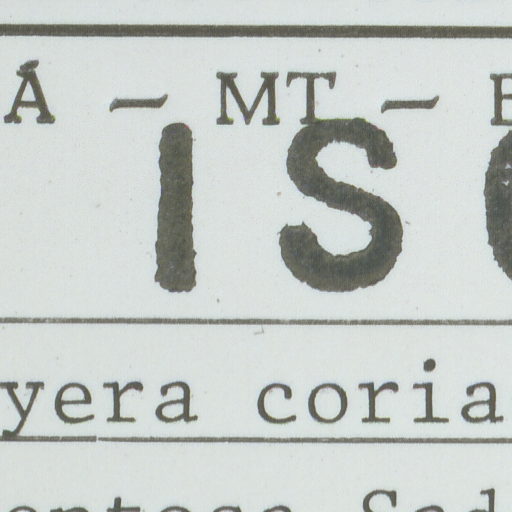 Á — MT —
IS
yera coria